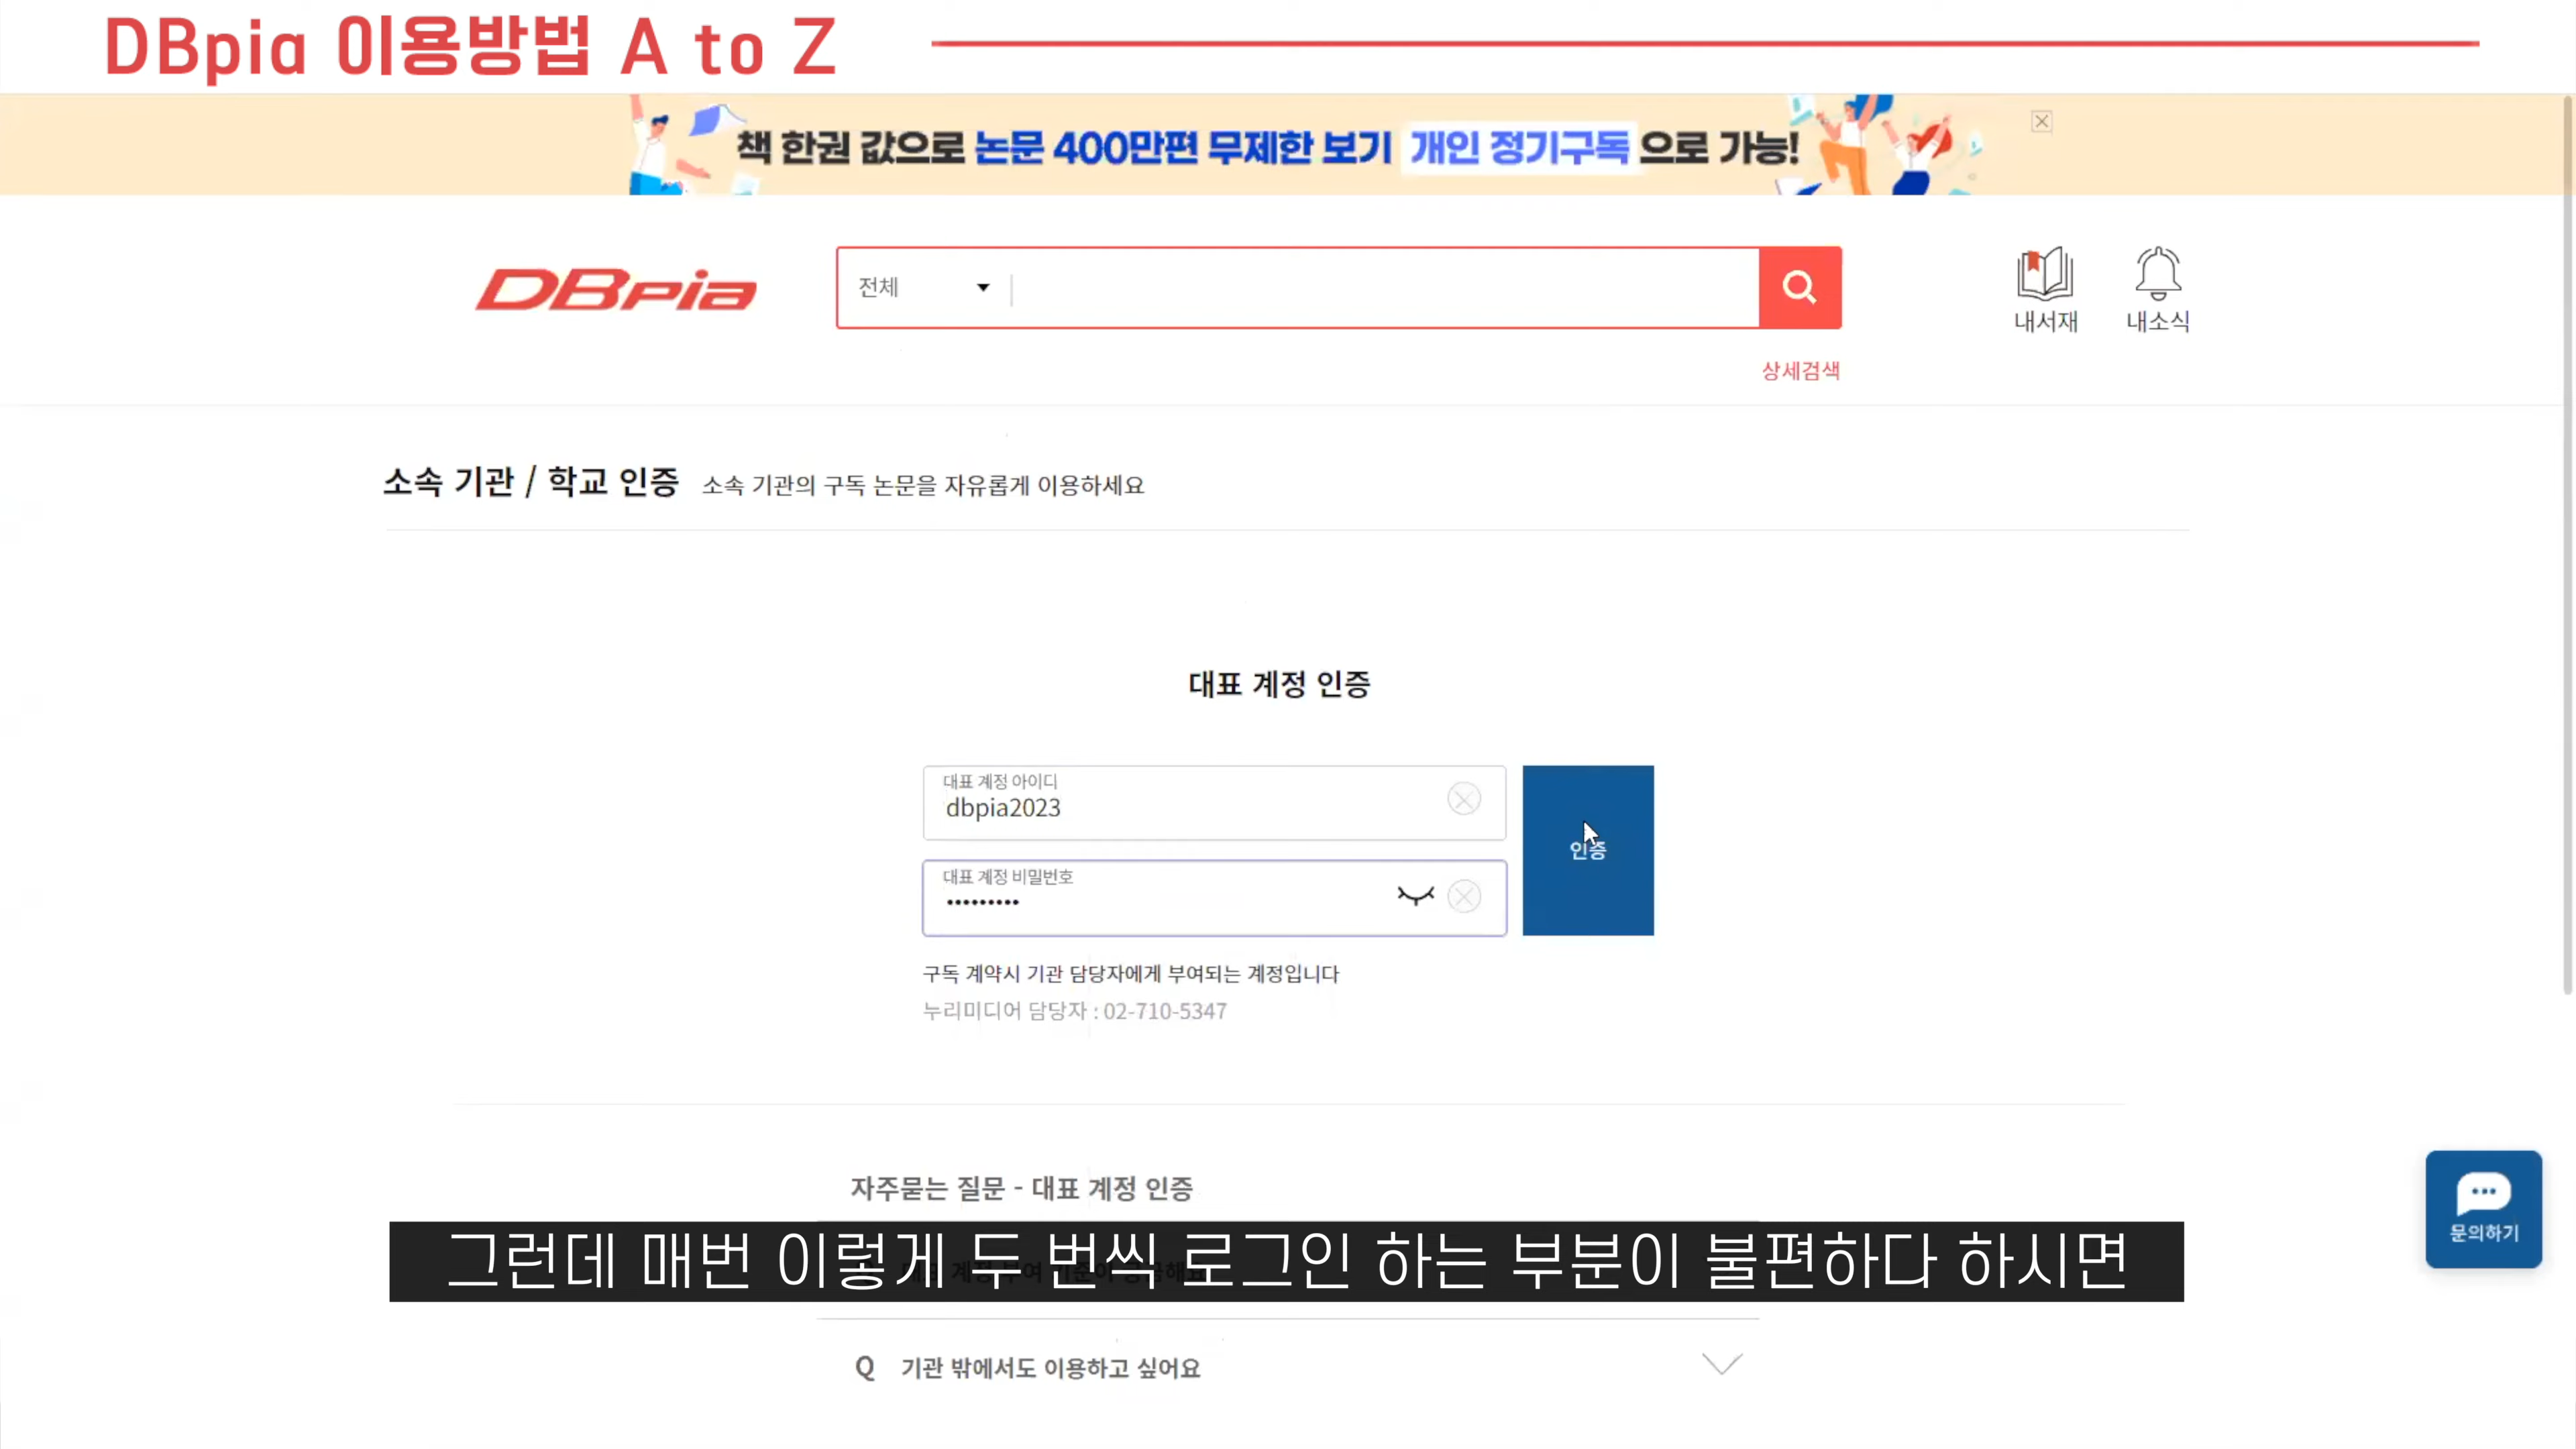 DBpia 이용방법 A to Z
책 한권 값으로 논문 400만편 무제한 보기 개인 정기구독 으로 가능!
DBpia
전체
내서재
내소식
상세검색
소속 기관 / 학교 인증 소속 기관의 구독 논문을 자유롭게 이용하세요
대표 계정 인증
대표 계정 아이디
dbpia2023
인증
대표 계정 비밀번호
•••••••••
구독 계약시 기관 담당자에게 부여되는 계정입니다
누리미디어 담당자 : 02-710-5347
자주묻는 질문 - 대표 계정 인증
문의하기
그런데 매번 이렇게 두 번씩 로그인 하는 부분이 불편하다 하시면
Q 기관 밖에서도 이용하고 싶어요